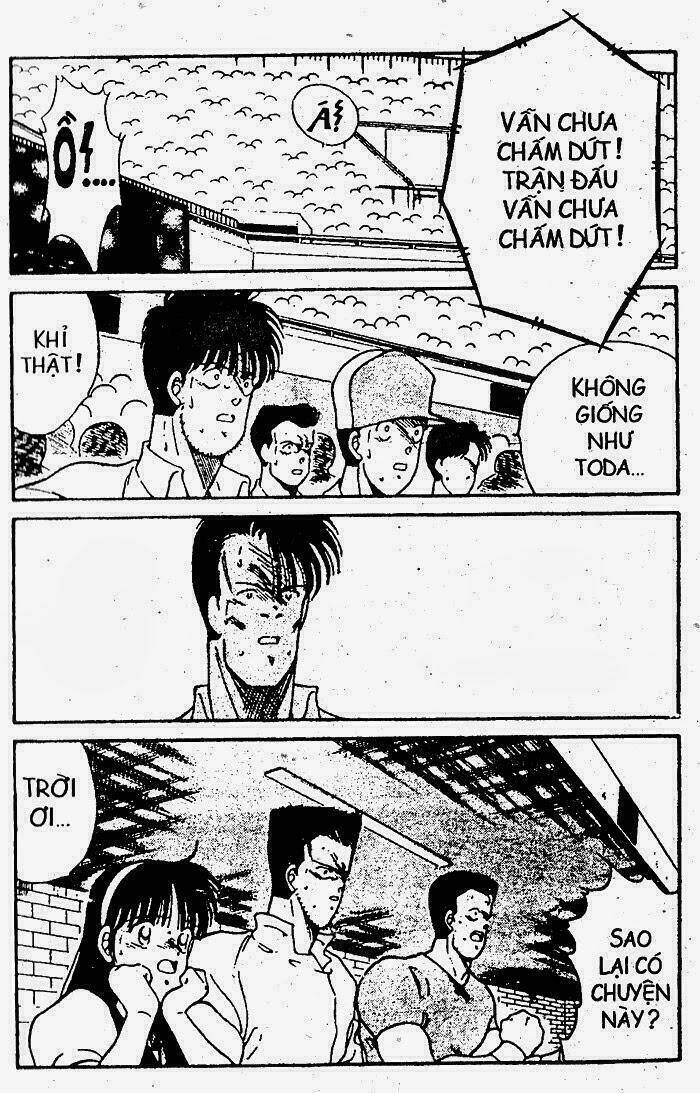 Ồ!....
Á!
VẪN CHƯA
CHẤM DỨT!
TRẬN ĐẤU
VẪN CHƯA
CHẤM DỨT!
KHỈ
THẬT!
KHÔNG
GIỐNG
NHƯ
TODA...
TRỜI
ƠI...
SAO
LẠI CÓ
CHUYỆN
NÀY?